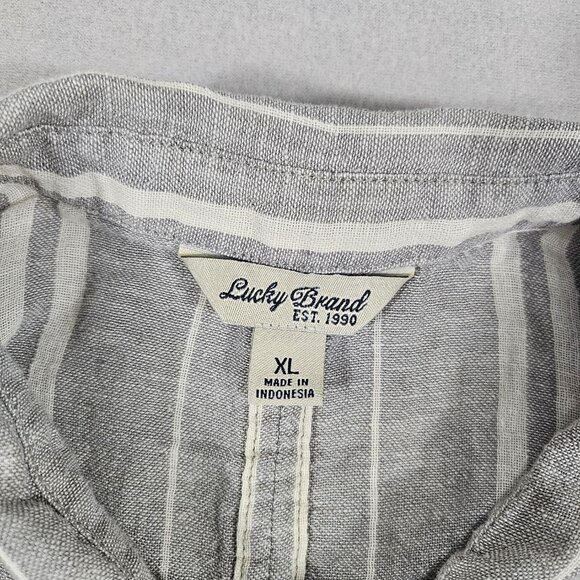 Lucky Brand
EST. 1990
XL
MADE IN
INDONESIA